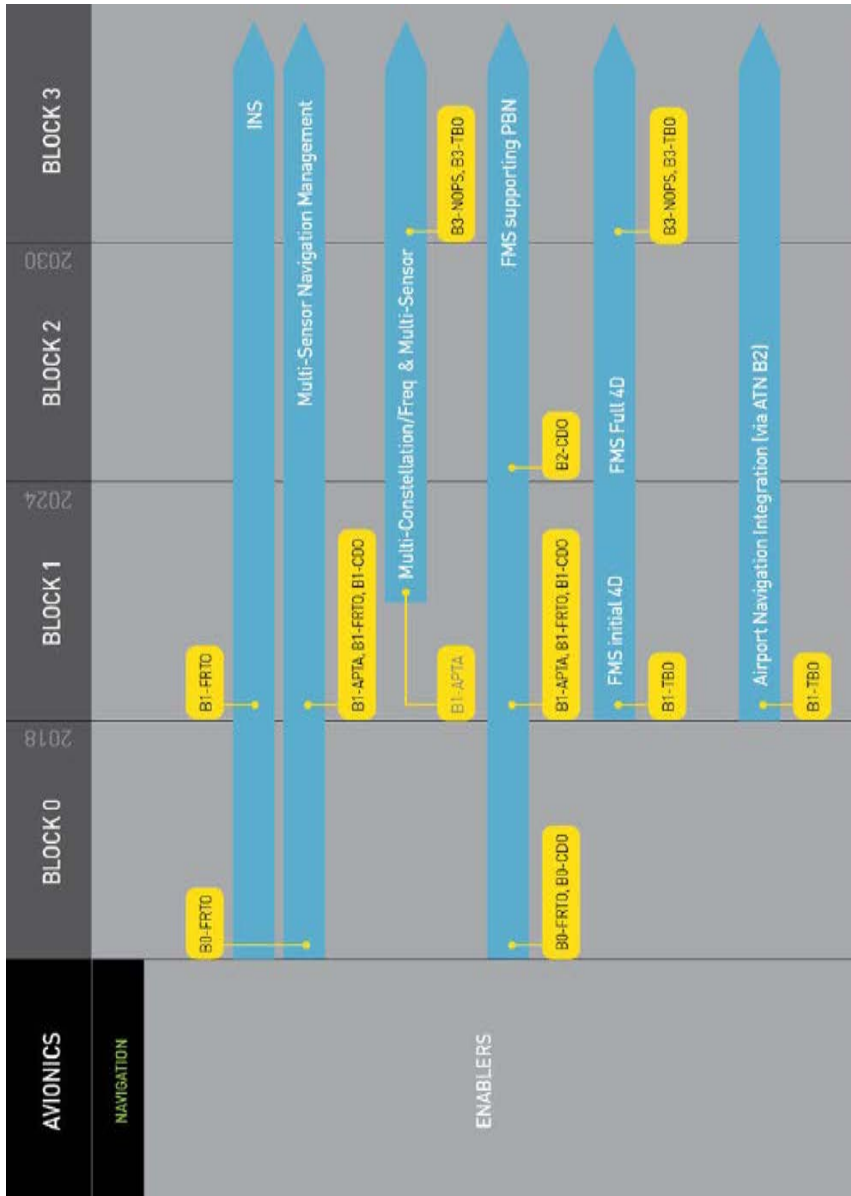 AVIONICS
BLOCK 0
2018
BLOCK 1
2024
BLOCK 2
2030
BLOCK 3
NAVIGATION
ENABLERS
B0-FRTO
B1-FRTO
INS
Multi-Sensor Navigation Management
B1-APTA, B1-FRTO, B1-CDO
Multi-Constellation/Freq & Multi-Sensor
B1-APTA
B3-NOPS, B3-TBO
FMS supporting PBN
B0-FRTO, B0-CDO
B1-APTA, B1-FRTO, B1-CDO
B2-CDO
FMS initial 4D
FMS Full 4D
B1-TBO
B3-NOPS, B3-TBO
Airport Navigation Integration (via ATN B2)
B1-TBO